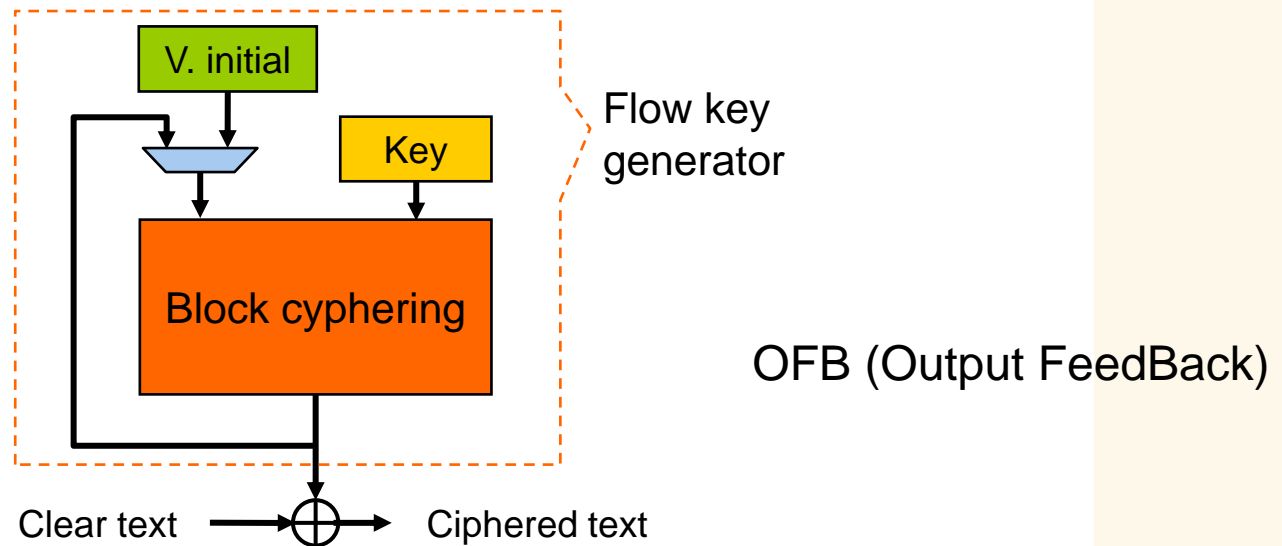 V. initial
Flow key
generator
Key
Block cyphering
OFB (Output FeedBack)
Clear text
Ciphered text